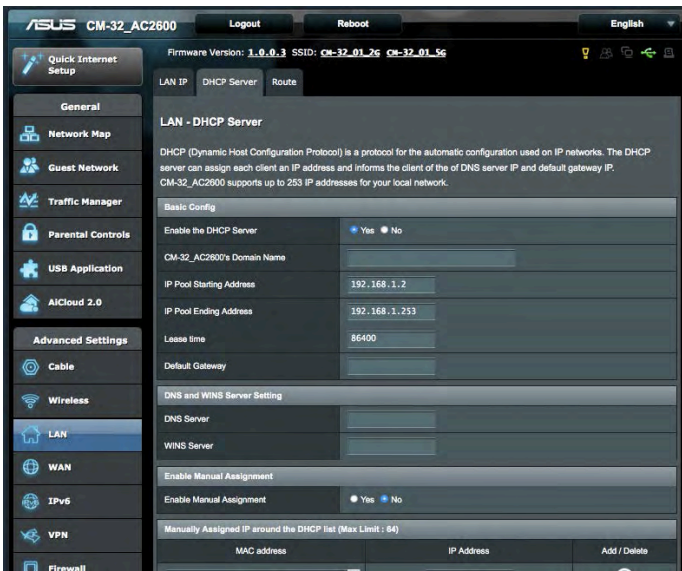 ASUS CM-32_AC2600 Logout Reboot English
Firmware Version: 1.0.0.3 SSID: CM-32_01_2G CM-32_01_5G
Quick Internet Setup
General
Network Map
Guest Network
Traffic Manager
Parental Controls
USB Application
AiCloud 2.0
Advanced Settings
Cable
Wireless
LAN
WAN
IPv6
VPN
Firewall
LAN IP DHCP Server Route
LAN - DHCP Server
DHCP (Dynamic Host Configuration Protocol) is a protocol for the automatic configuration used on IP networks. The DHCP
server can assign each client an IP address and informs the client of the of DNS server IP and default gateway IP.
CM-32_AC2600 supports up to 253 IP addresses for your local network.
Basic Config
Enable the DHCP Server Yes No
CM-32_AC2600's Domain Name
IP Pool Starting Address 192.168.1.2
IP Pool Ending Address 192.168.1.253
Lease time 86400
Default Gateway
DNS and WINS Server Setting
DNS Server
WINS Server
Enable Manual Assignment
Enable Manual Assignment Yes No
Manually Assigned IP around the DHCP list (Max Limit : 64)
MAC address IP Address Add / Delete